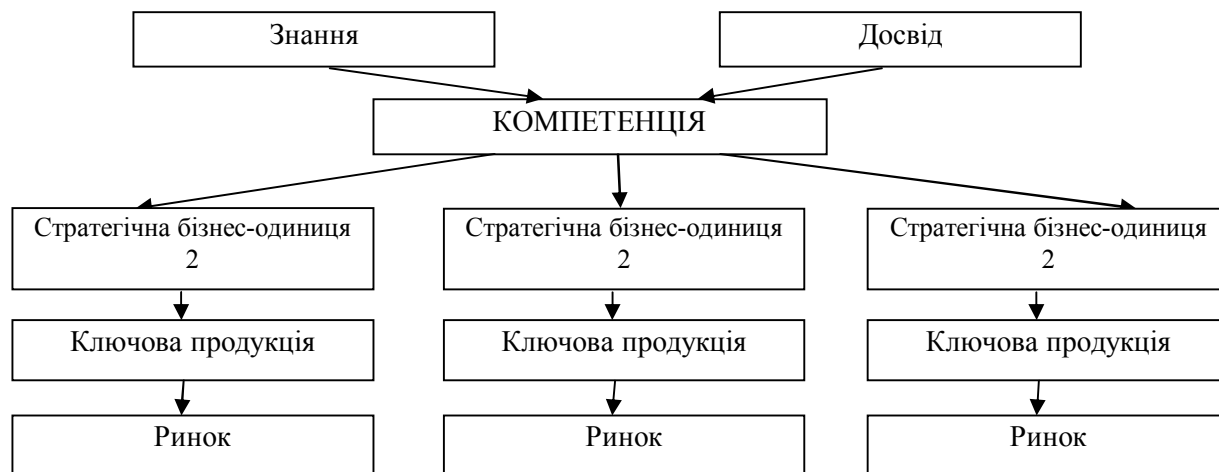 Знання
Досвід
КОМПЕТЕНЦІЯ
Стратегічна бізнес-одиниця
2
Стратегічна бізнес-одиниця
2
Стратегічна бізнес-одиниця
2
Ключова продукція
Ключова продукція
Ключова продукція
Ринок
Ринок
Ринок